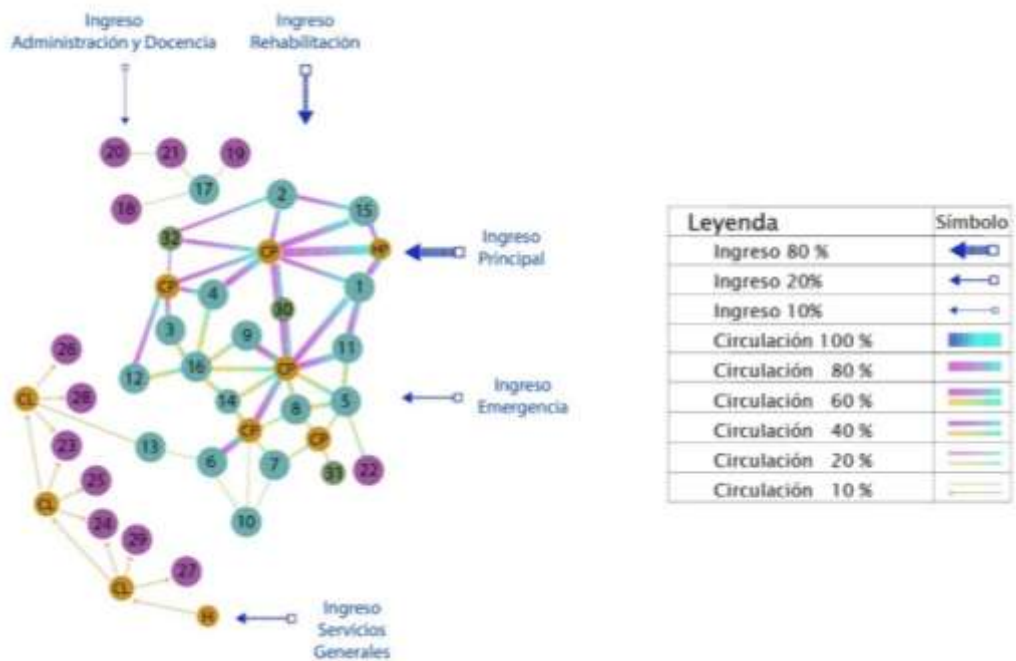 Ingreso
Administración y Docencia
Ingreso
Rehabilitación
20
21
19
17
18
2
15
32
CP
HP
Ingreso
Principal
CP
4
1
30
3
9
11
16
CP
12
26
14
8
5
Ingreso
Emergencia
CL
28
CP
CP
23
13
6
7
31
22
25
CL
24
29
10
27
CL
H
Ingreso
Servicios
Generales
Leyenda Símbolo
Ingreso 80 %
Ingreso 20%
Ingreso 10%
Circulación 100 %
Circulación 80 %
Circulación 60 %
Circulación 40 %
Circulación 20 %
Circulación 10 %